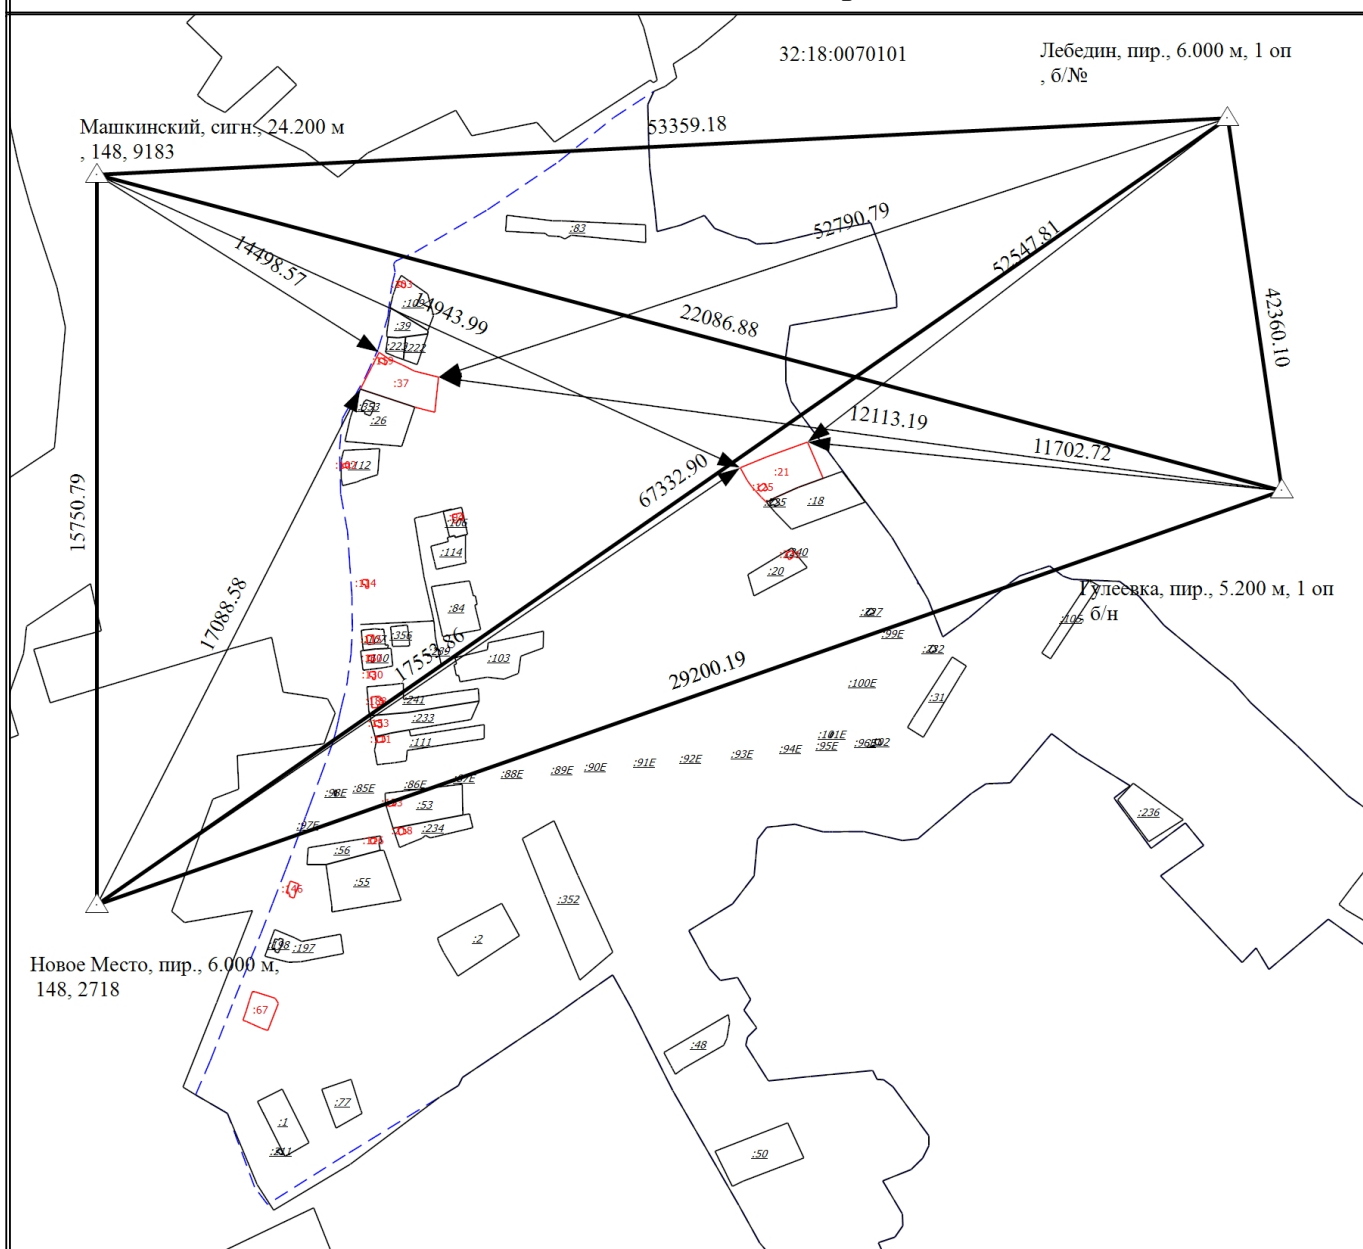 32:18:0070101
Лебедин, пир., 6.000 м, 1 оп
, б/№
Машкинский, сигн., 24.200 м
, 148, 9183
53359.18
52790.79
52547.81
14498.57
14943.99
22086.88
42360.10
12113.19
11702.72
15750.79
67332.90
17088.58
29200.19
Гулеевка, пир., 5.200 м, 1 оп
б/н
Новое Место, пир., 6.000 м,
148, 2718
:83
:39
:222
:37
:26
:112
:21
:18
:114
:20
:84
:356
:103
:99E
:100E
:31
:241
:233
:111
:94E
:95E
:93E
:92E
:91E
:90E
:89E
:88E
:86E
:85E
:53
:234
:56
:55
:352
:236
:2
:197
:67
:48
:77
:1
:50